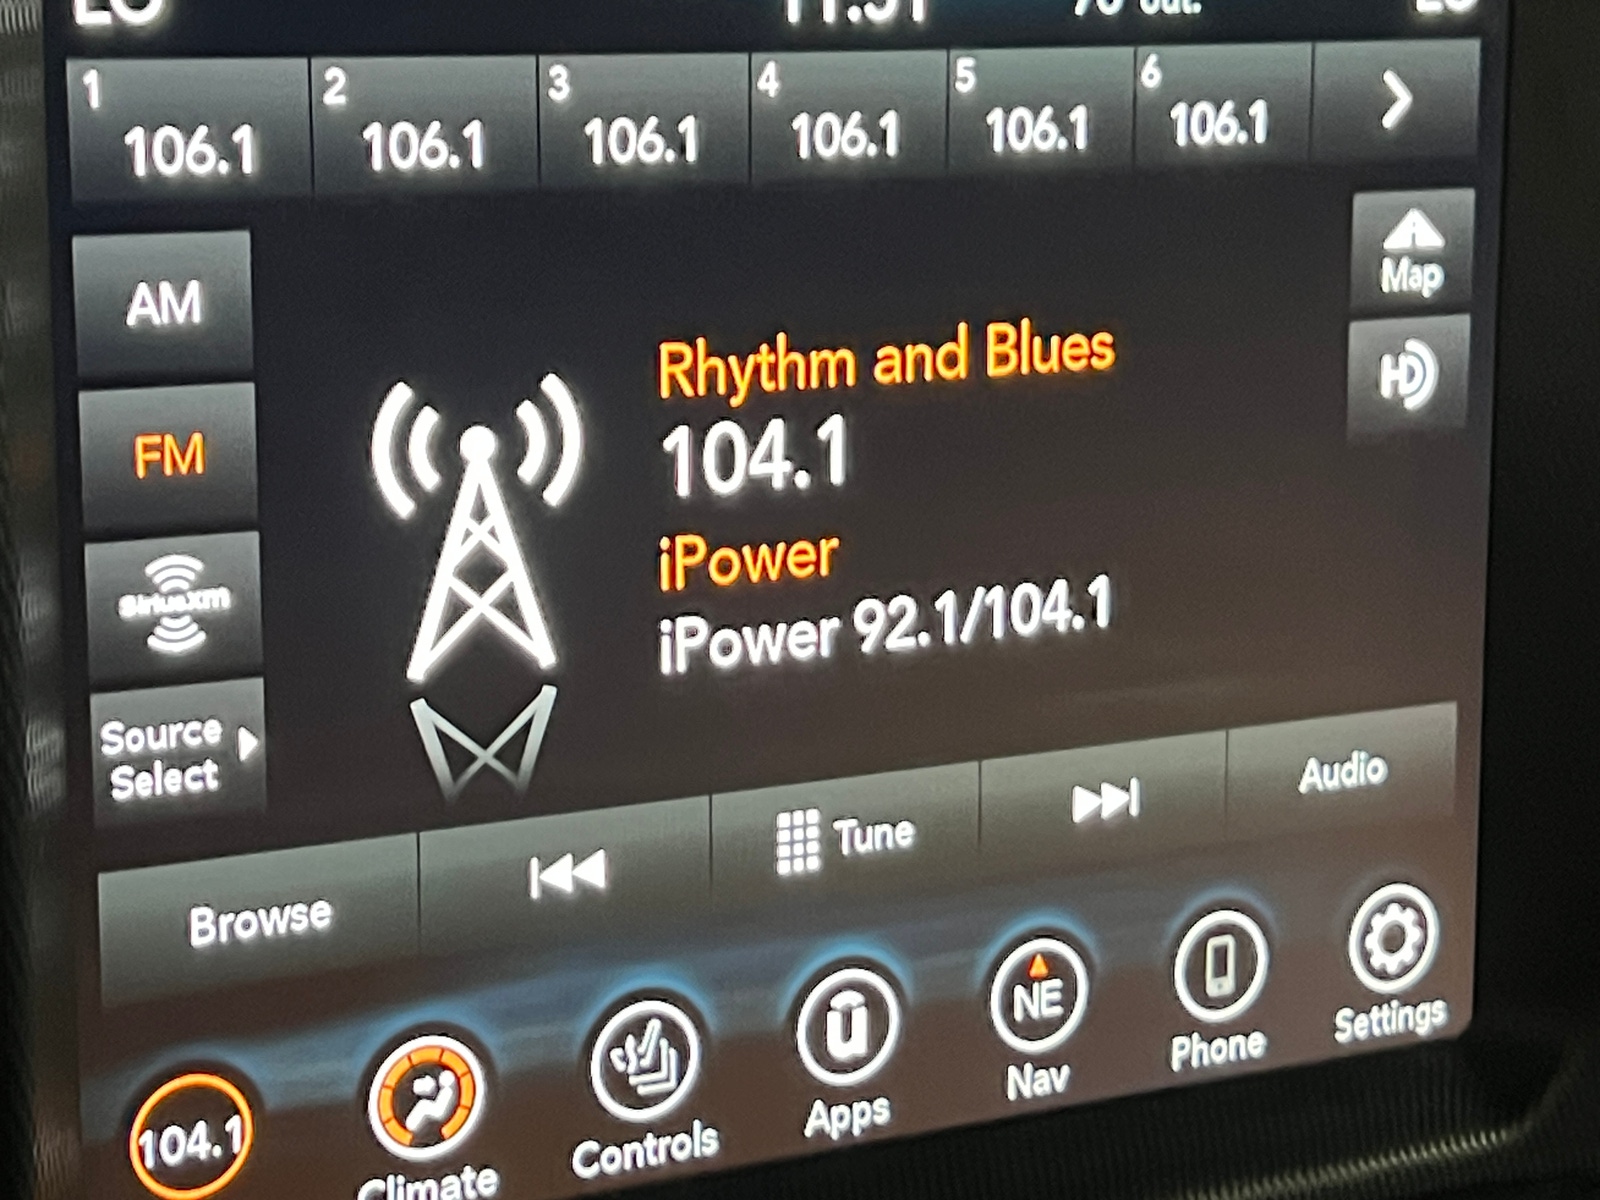 1 2 3 4 5 6
106.1 106.1 106.1 106.1 106.1 106.1
AM
Map
Rhythm and Blues
HD
104.1
FM
iPower
siriusxm
iPower 92.1/104.1
Source
Select
Audio
Tune
Browse
NE
Settings
Phone
Nav
Apps
104.1
Controls
Climate